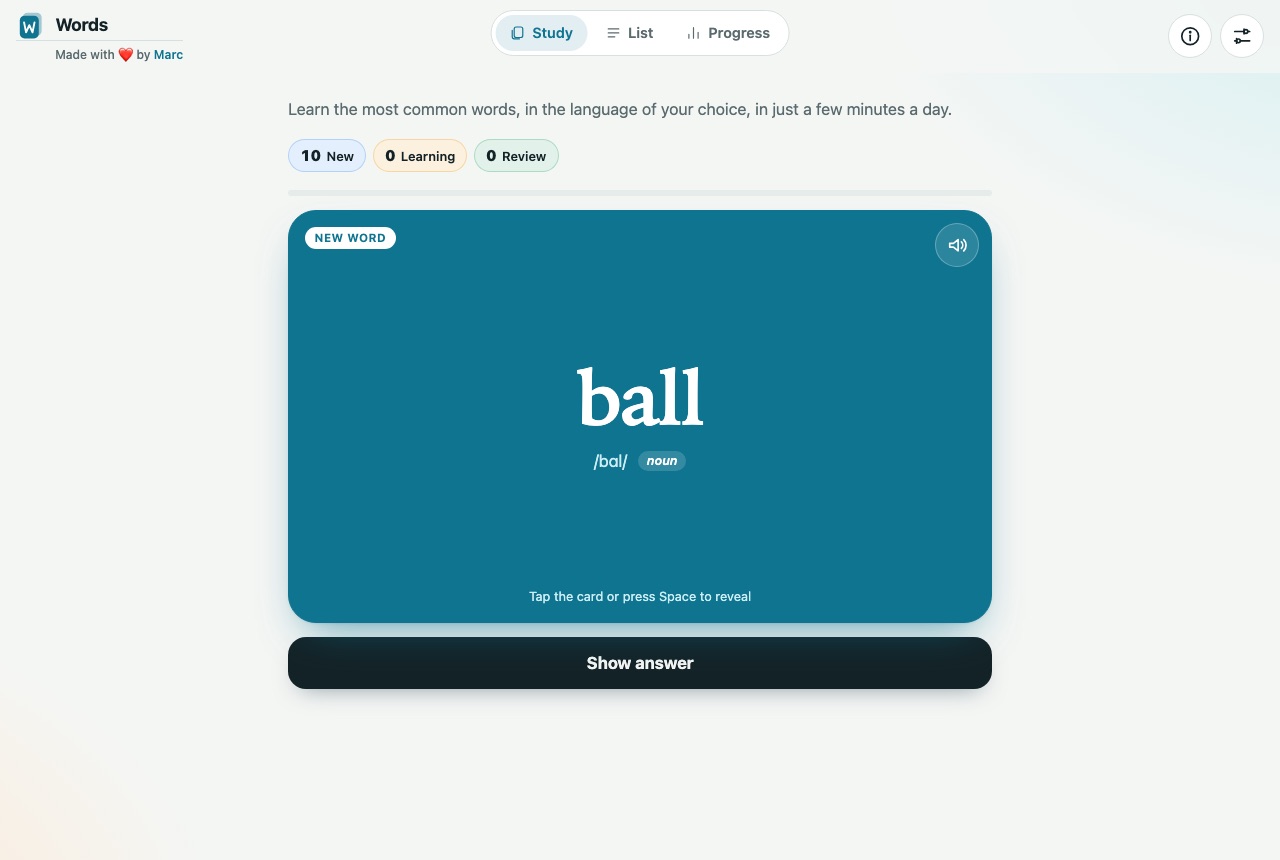 Words
Made with ❤️ by Marc
Study
List
Progress
Learn the most common words, in the language of your choice, in just a few minutes a day.
10 New
0 Learning
0 Review
NEW WORD
ball
/bal/ noun
Tap the card or press Space to reveal
Show answer